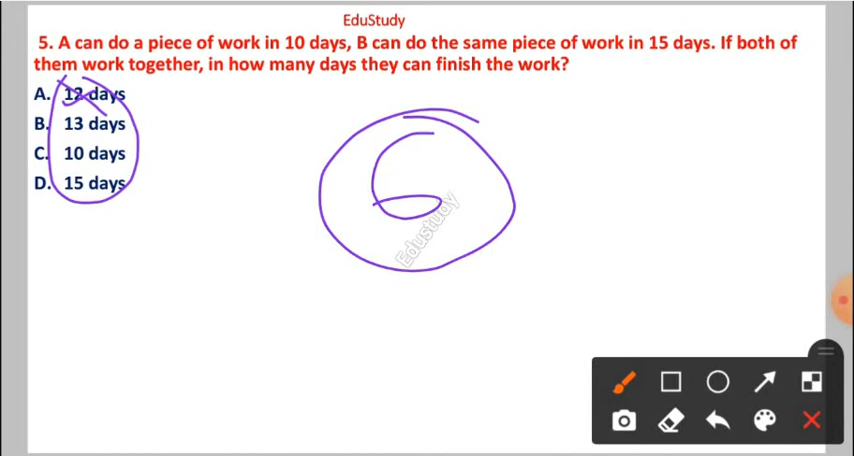 EduStudy
5. A can do a piece of work in 10 days, B can do the same piece of work in 15 days. If both of
them work together, in how many days they can finish the work?
A. 12 days
B. 13 days
C. 10 days
D. 15 days
6
Edustudy